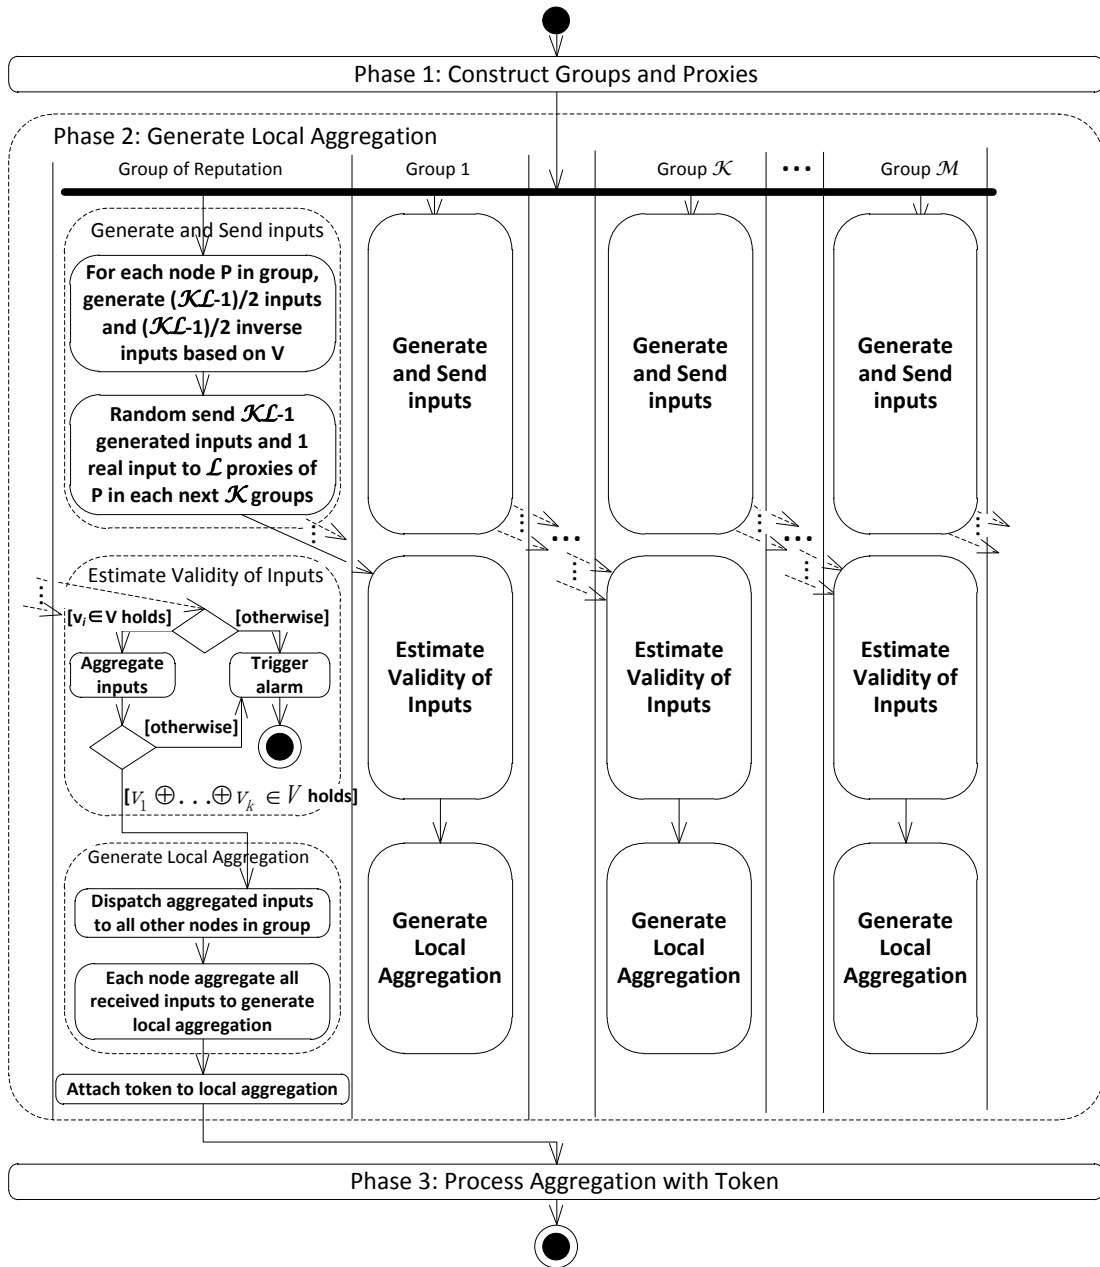 Phase 1: Construct Groups and Proxies
Phase 2: Generate Local Aggregation
Group of Reputation
Group 1
Group 𝒦
...
Group ℳ
Generate and Send inputs
For each node P in group,
generate (𝒦ℒ-1)/2 inputs
and (𝒦ℒ-1)/2 inverse
inputs based on V
Random send 𝒦ℒ-1
generated inputs and 1
real input to ℒ proxies of
P in each next 𝒦 groups
Generate
and Send
inputs
Generate
and Send
inputs
Generate
and Send
inputs
...
...
...
...
...
...
...
...
...
Estimate Validity of Inputs
[vᵢ∈V holds]
[otherwise]
Aggregate
inputs
Trigger
alarm
[otherwise]
[V₁ ⊕...⊕ Vₖ ∈ V holds]
Estimate
Validity of
Inputs
Estimate
Validity of
Inputs
Estimate
Validity of
Inputs
Generate Local Aggregation
Dispatch aggregated inputs
to all other nodes in group
Each node aggregate all
received inputs to generate
local aggregation
Generate
Local
Aggregation
Generate
Local
Aggregation
Generate
Local
Aggregation
Attach token to local aggregation
Phase 3: Process Aggregation with Token